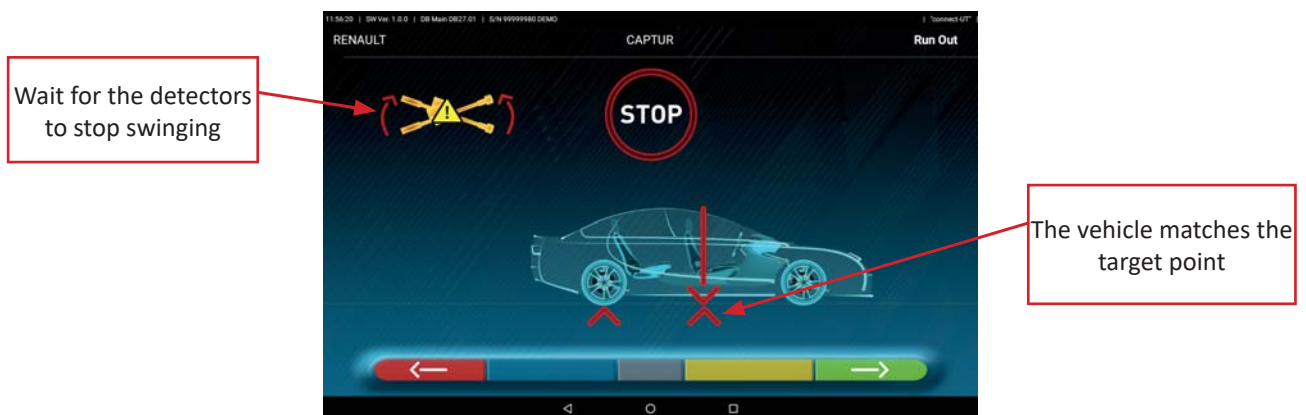 11:56:20 | SW Ver. 1.0.0 | DB Main DB27.01 | S/N 99999980 DEMO | "connect-UT" |
RENAULT CAPTUR Run Out
Wait for the detectors
to stop swinging
STOP
The vehicle matches the
target point